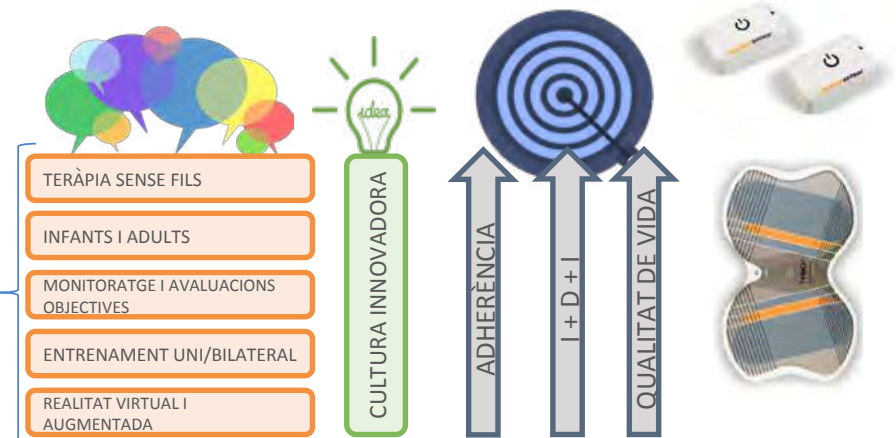 idea
TERÀPIA SENSE FILS
INFANTS I ADULTS
MONITORATGE I AVALUACIONS
OBJECTIVES
ENTRENAMENT UNI/BILATERAL
REALITAT VIRTUAL I
AUGMENTADA
CULTURA INNOVADORA
ADHERÈNCIA
I + D + I
QUALITAT DE VIDA